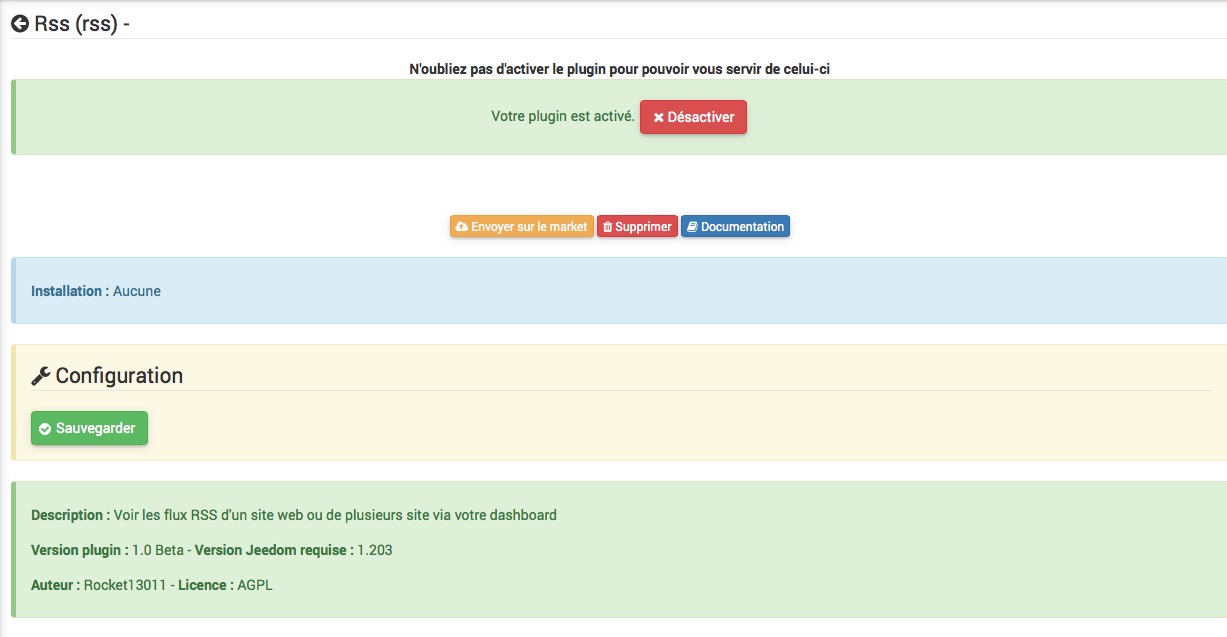 Rss (rss) -
N'oubliez pas d'activer le plugin pour pouvoir vous servir de celui-ci
Votre plugin est activé. Désactiver
Envoyer sur le market Supprimer Documentation
Installation : Aucune
Configuration
Sauvegarder
Description : Voir les flux RSS d'un site web ou de plusieurs site via votre dashboard
Version plugin : 1.0 Beta - Version Jeedom requise : 1.203
Auteur : Rocket13011 - Licence : AGPL